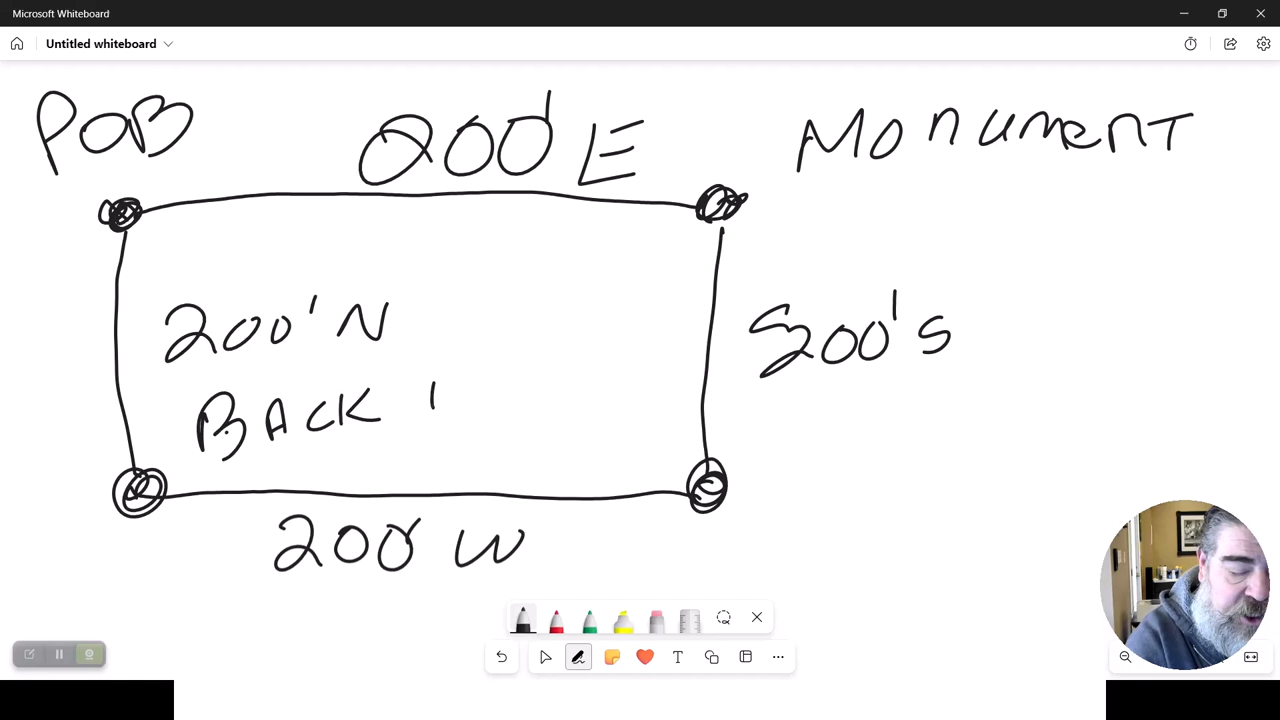 Microsoft Whiteboard
Untitled whiteboard
POB
200' E
Monument
200' N
200' S
BACK '
200' W